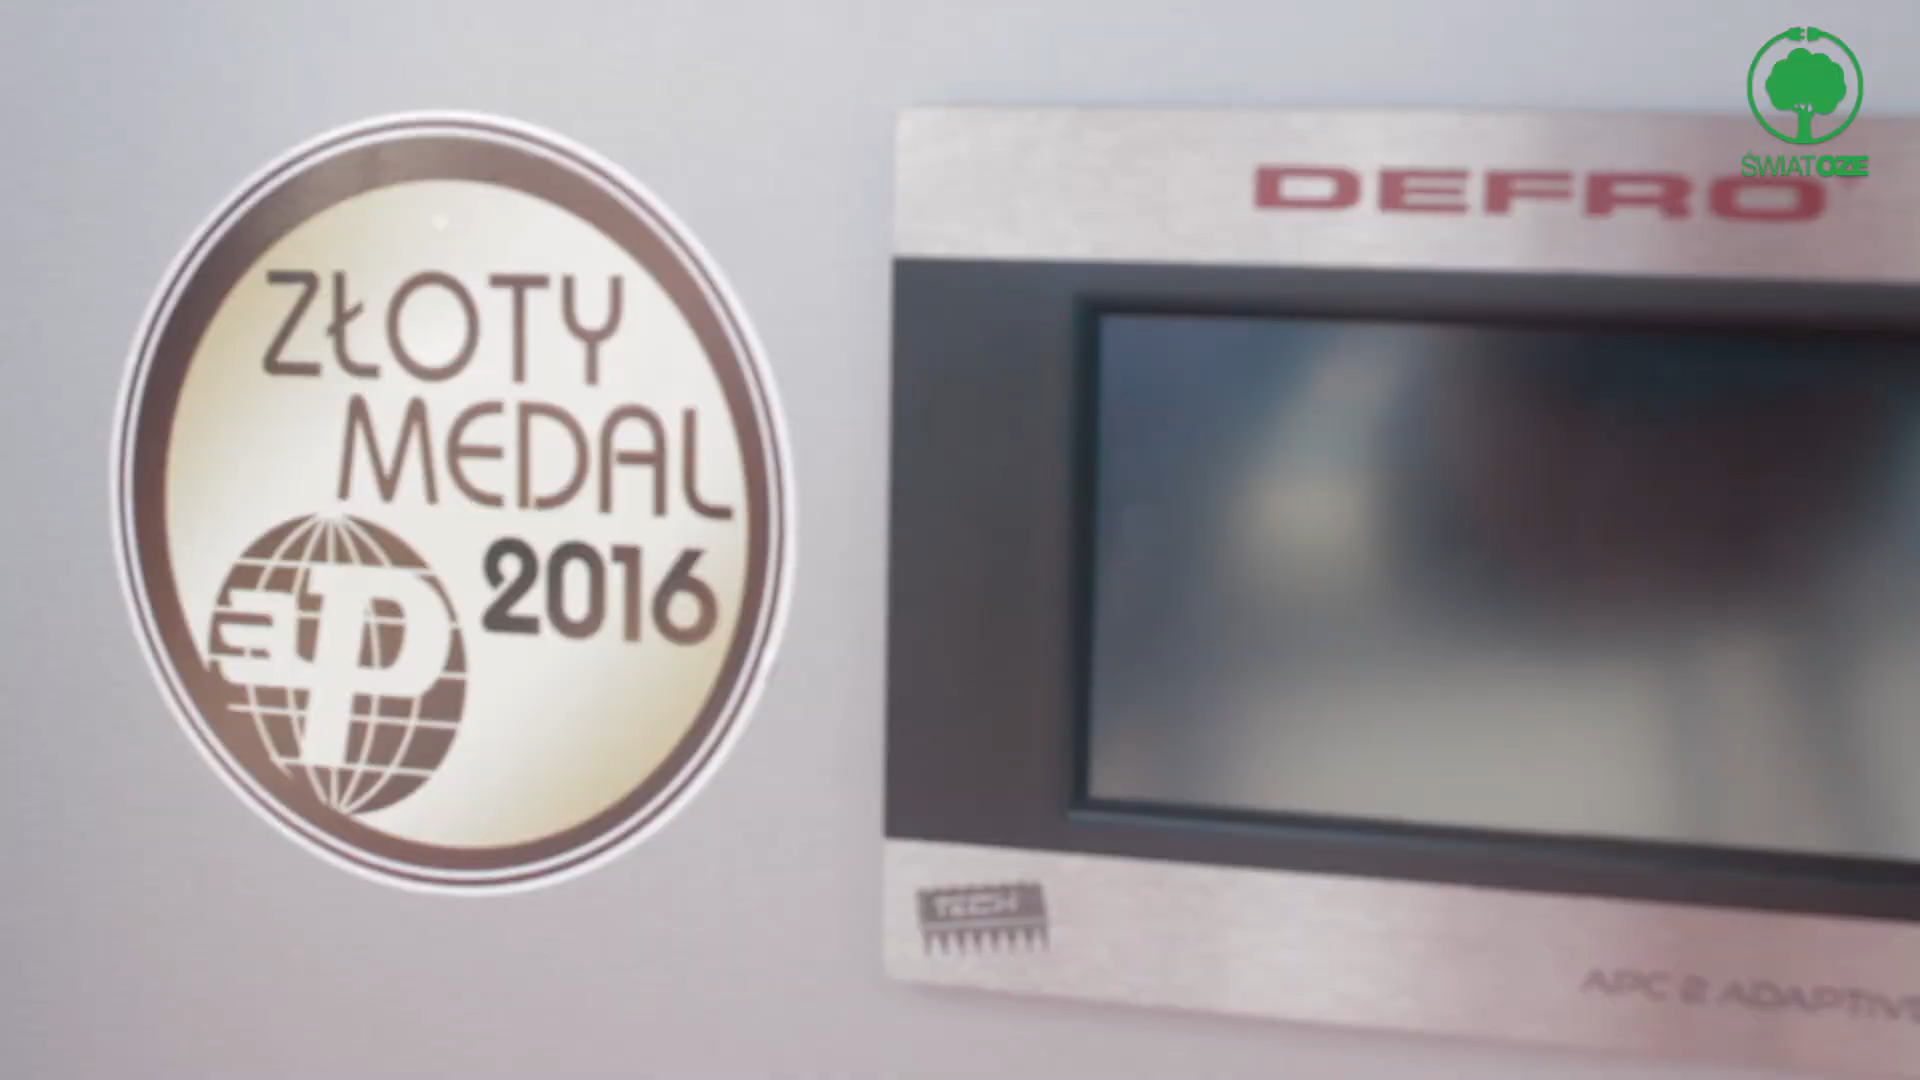 ZŁOTY
MEDAL
2016
DEFRO
ŚWIATOZE
TECH
APC 2 ADAPTIVE